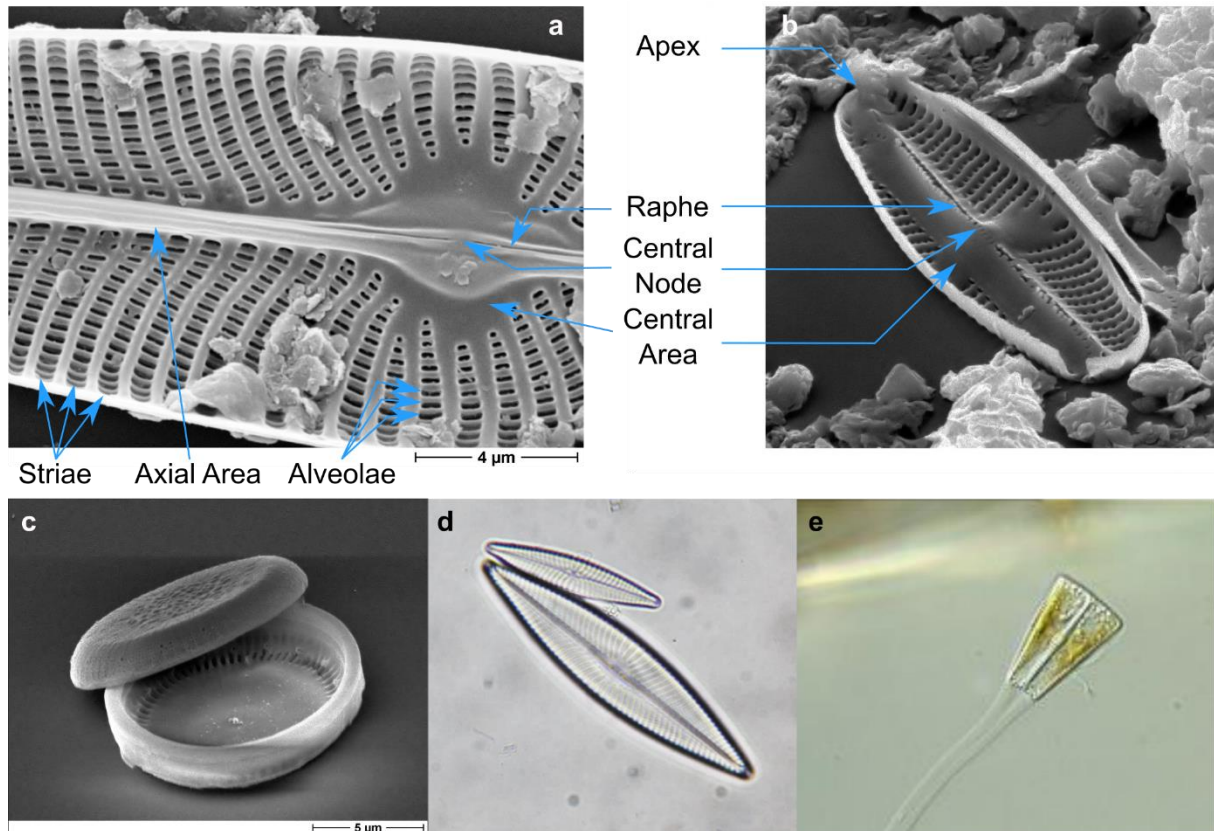 a
b
Apex
Raphe
Central
Node
Central
Area
4 µm
Striae
Axial Area
Alveolae
c
d
e
5 µm